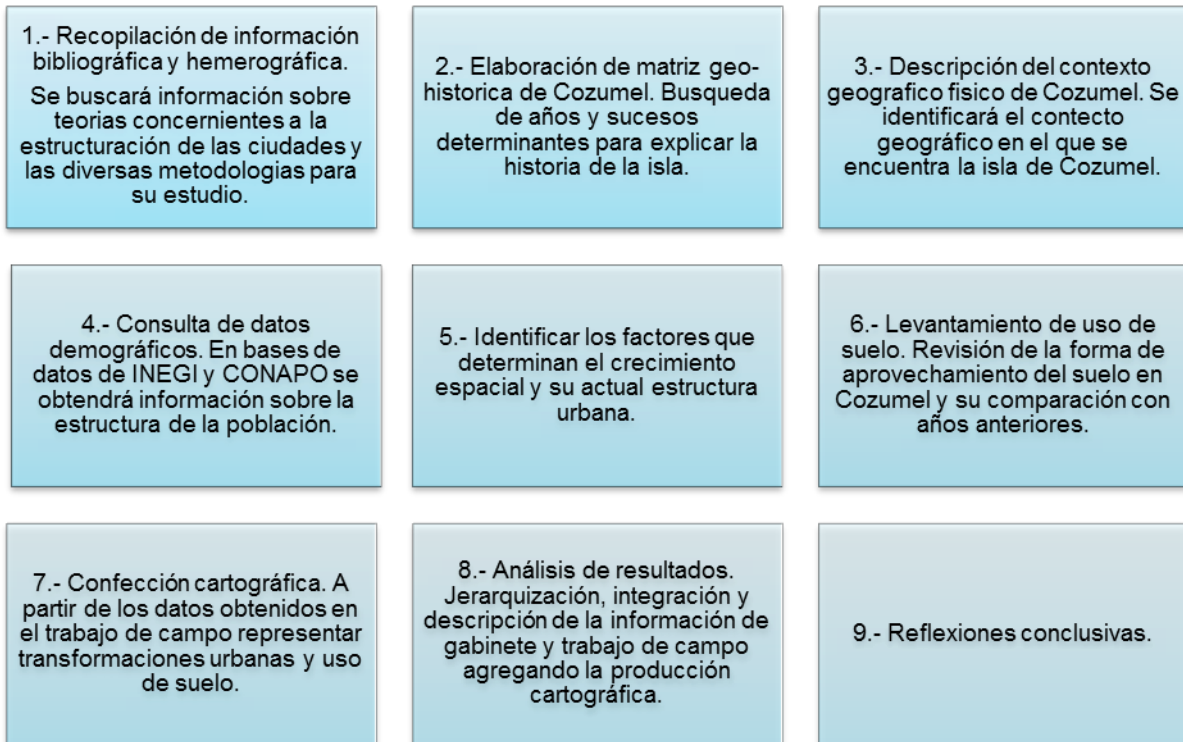 1.- Recopilación de información
bibliográfica y hemerográfica.
Se buscará información sobre
teorias concernientes a la
estructuración de las ciudades y
las diversas metodologias para
su estudio.
2.- Elaboración de matriz geo-
historica de Cozumel. Busqueda
de años y sucesos
determinantes para explicar la
historia de la isla.
3.- Descripción del contexto
geografico fisico de Cozumel. Se
identificará el contecto
geográfico en el que se
encuentra la isla de Cozumel.
4.- Consulta de datos
demográficos. En bases de
datos de INEGI y CONAPO se
obtendrá información sobre la
estructura de la población.
5.- Identificar los factores que
determinan el crecimiento
espacial y su actual estructura
urbana.
6.- Levantamiento de uso de
suelo. Revisión de la forma de
aprovechamiento del suelo en
Cozumel y su comparación con
años anteriores.
7.- Confección cartográfica. A
partir de los datos obtenidos en
el trabajo de campo representar
transformaciones urbanas y uso
de suelo.
8.- Análisis de resultados.
Jerarquización, integración y
descripción de la información de
gabinete y trabajo de campo
agregando la producción
cartográfica.
9.- Reflexiones conclusivas.